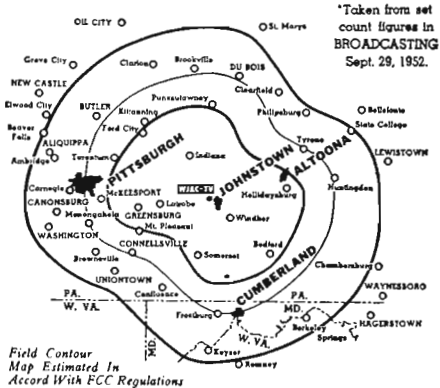 *Taken from set
count figures in
BROADCASTING
Sept. 29, 1952.
OIL CITY
St. Marys
Grove City
Clarion
Brookville
DU BOIS
NEW CASTLE
Clearfield
Elwood City
BUTLER
Punxsutawney
Kittanning
Philipsburg
Bellefonte
Beaver
Falls
Ford City
State College
ALIQUIPPA
Ambridge
Tarentum
PITTSBURGH
Indiana
JOHNSTOWN
Tyrone
ALTOONA
LEWISTOWN
Carnegie
McKEESPORT
WJAC-TV
Hollidaysburg
Huntingdon
CANONSBURG
Latrobe
GREENSBURG
Monongahela
Mt. Pleasant
Windber
WASHINGTON
CONNELLSVILLE
Somerset
Bedford
Brownsville
Chambersburg
UNIONTOWN
Confluence
CUMBERLAND
WAYNESBORO
PA.
W. VA.
PA.
MD.
Frostburg
W. VA.
Berkeley
Springs
HAGERSTOWN
MD.
Keyser
Romney
Field Contour
Map Estimated In
Accord With FCC Regulations